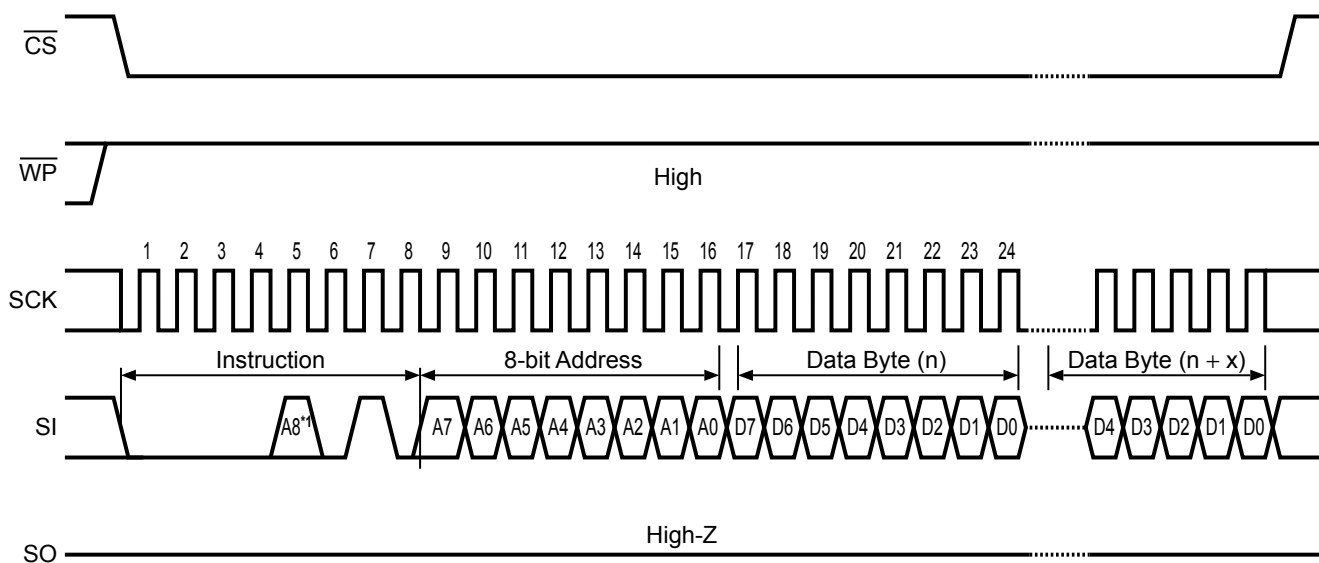 CS
WP
High
1 2 3 4 5 6 7 8 9 10 11 12 13 14 15 16 17 18 19 20 21 22 23 24
SCK
Instruction 8-bit Address Data Byte (n) Data Byte (n + x)
SI A8*1 A7 A6 A5 A4 A3 A2 A1 A0 D7 D6 D5 D4 D3 D2 D1 D0 D4 D3 D2 D1 D0
High-Z
SO